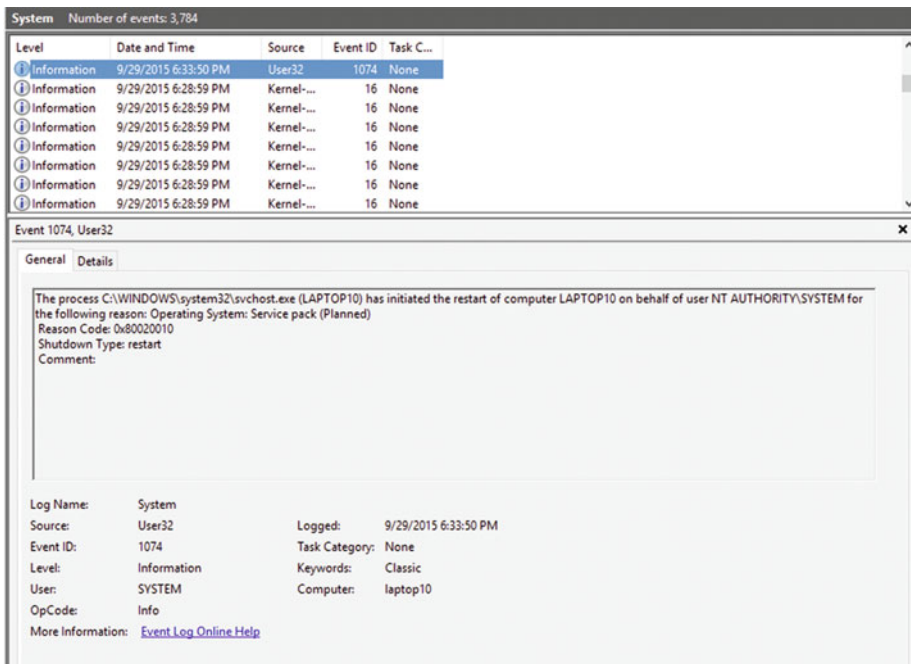 System Number of events: 3,784
Level Date and Time Source Event ID Task C...
Information 9/29/2015 6:33:50 PM User32 1074 None
Information 9/29/2015 6:28:59 PM Kernel-... 16 None
Information 9/29/2015 6:28:59 PM Kernel-... 16 None
Information 9/29/2015 6:28:59 PM Kernel-... 16 None
Information 9/29/2015 6:28:59 PM Kernel-... 16 None
Information 9/29/2015 6:28:59 PM Kernel-... 16 None
Information 9/29/2015 6:28:59 PM Kernel-... 16 None
Information 9/29/2015 6:28:59 PM Kernel-... 16 None
Event 1074, User32
General Details
The process C:\WINDOWS\system32\svchost.exe (LAPTOP10) has initiated the restart of computer LAPTOP10 on behalf of user NT AUTHORITY\SYSTEM for
the following reason: Operating System: Service pack (Planned)
Reason Code: 0x80020010
Shutdown Type: restart
Comment:
Log Name: System
Source: User32 Logged: 9/29/2015 6:33:50 PM
Event ID: 1074 Task Category: None
Level: Information Keywords: Classic
User: SYSTEM Computer: laptop10
OpCode: Info
More Information: Event Log Online Help